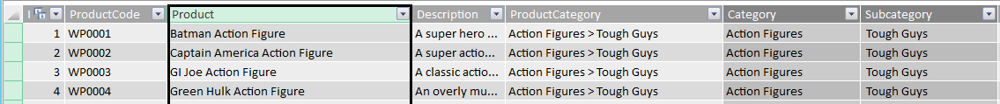 I ProductCode Product Description ProductCategory Category Subcategory
1 WP0001 Batman Action Figure A super hero ... Action Figures > Tough Guys Action Figures Tough Guys
2 WP0002 Captain America Action Figure A super actio... Action Figures > Tough Guys Action Figures Tough Guys
3 WP0003 GI Joe Action Figure A classic actio... Action Figures > Tough Guys Action Figures Tough Guys
4 WP0004 Green Hulk Action Figure An overly mu... Action Figures > Tough Guys Action Figures Tough Guys